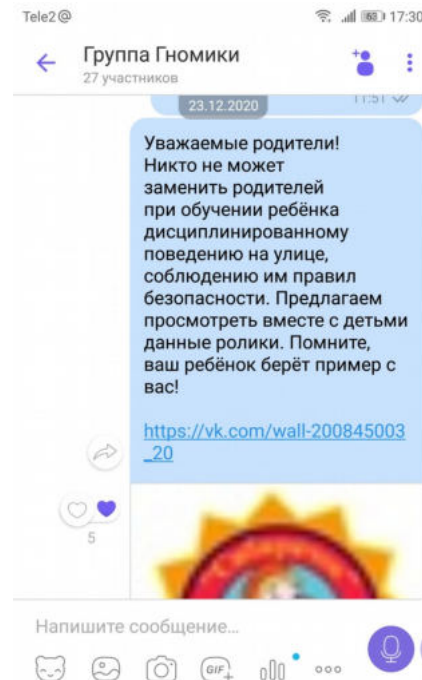 Tele2@ 63 17:30
Группа Гномики
27 участников
23.12.2020
11:51
Уважаемые родители!
Никто не может
заменить родителей
при обучении ребёнка
дисциплинированному
поведению на улице,
соблюдению им правил
безопасности. Предлагаем
просмотреть вместе с детьми
данные ролики. Помните,
ваш ребёнок берёт пример с
вас!
https://vk.com/wall-200845003
_20
5
Напишите сообщение...
GIF